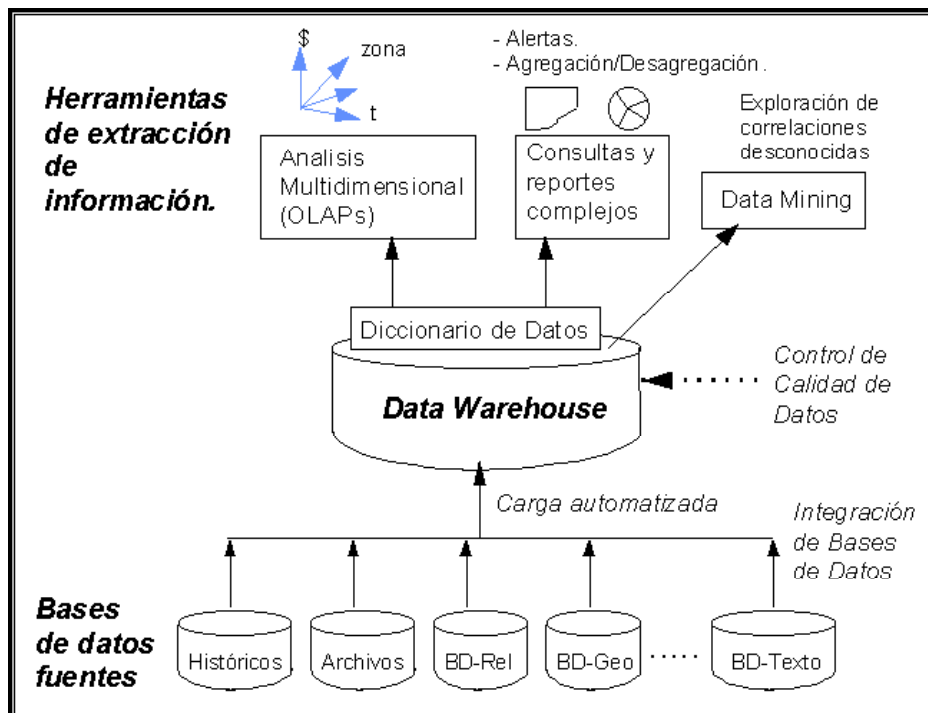 $
zona
t
- Alertas.
- Agregación/Desagregación.
Herramientas
de extracción
de
información.
Exploración de
correlaciones
desconocidas
Analisis
Multidimensional
(OLAPs)
Consultas y
reportes
complejos
Data Mining
Diccionario de Datos
Data Warehouse
Control de
Calidad de
Datos
Carga automatizada
Integración
de Bases
de Datos
Bases
de datos
fuentes
Históricos
Archivos
BD-Rel
BD-Geo
.....
BD-Texto